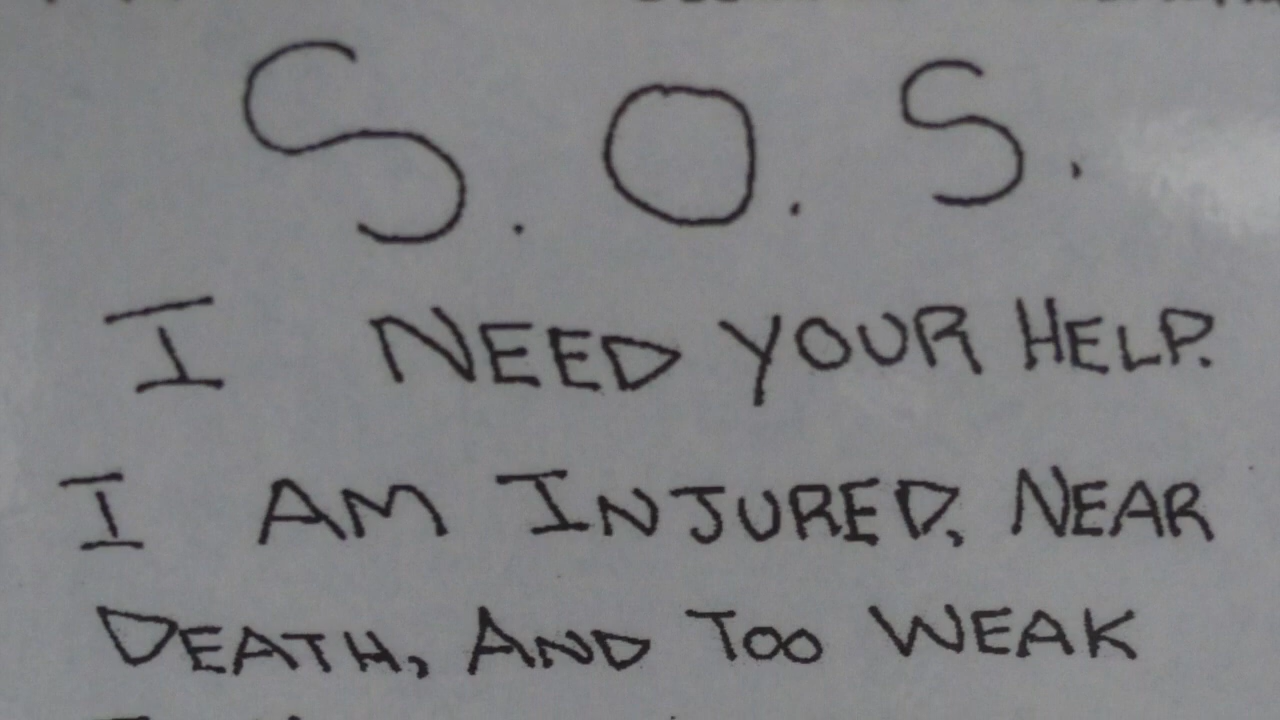 S. O. S.
I NEED YOUR HELP.
I AM INJURED, NEAR
DEATH, AND TOO WEAK